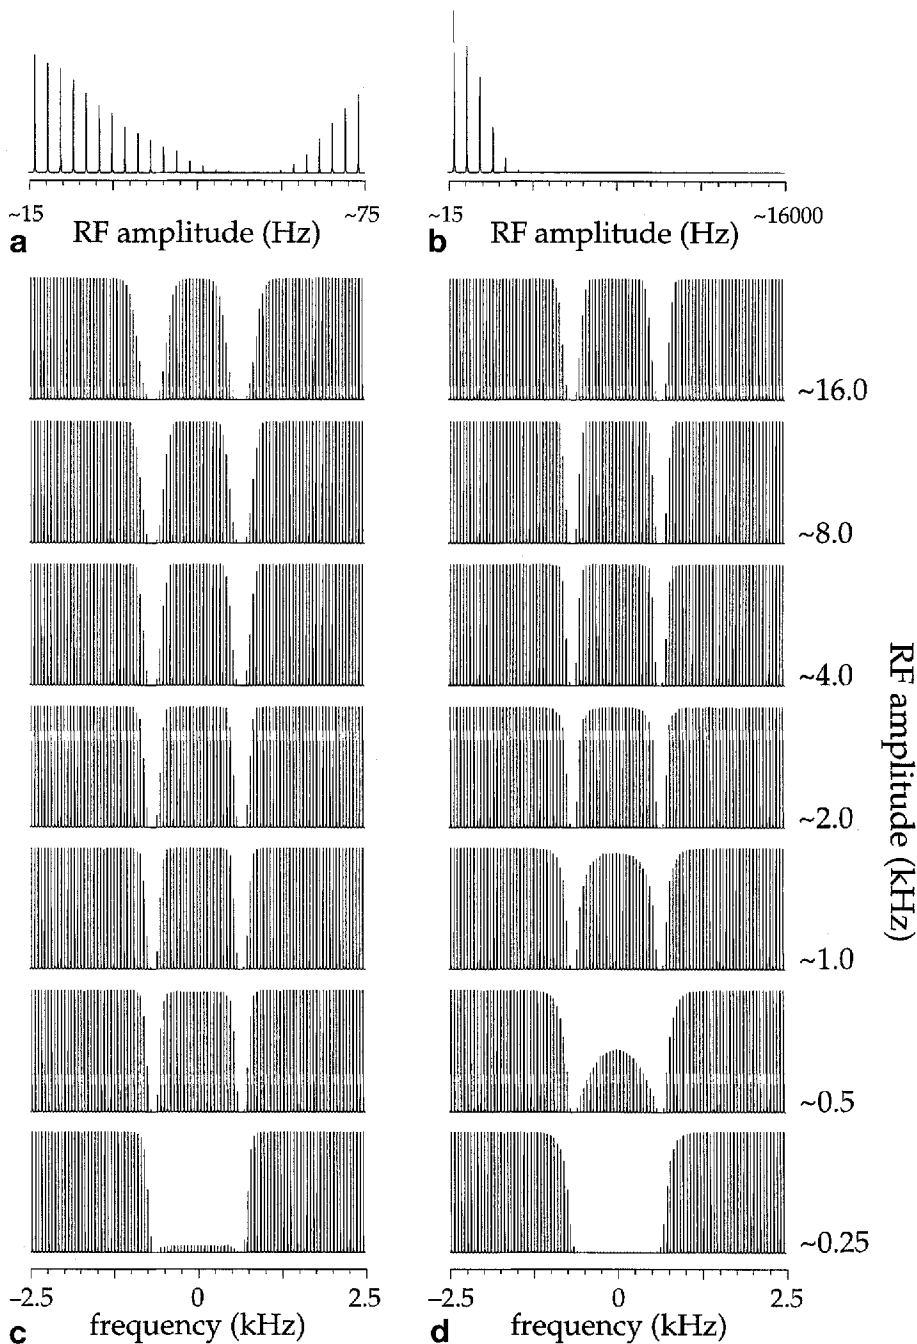 ~15 ~75
a RF amplitude (Hz)
~15 ~16000
b RF amplitude (Hz)
~16.0
~8.0
~4.0
~2.0
~1.0
~0.5
~0.25
RF amplitude (kHz)
−2.5 0 2.5
c frequency (kHz)
−2.5 0 2.5
d frequency (kHz)